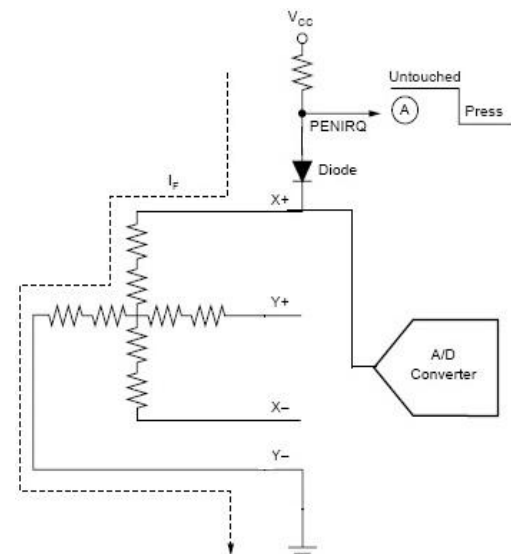 VCC
Untouched
A
Press
PENIRQ
Diode
IF
X+
Y+
A/D
Converter
X–
Y–